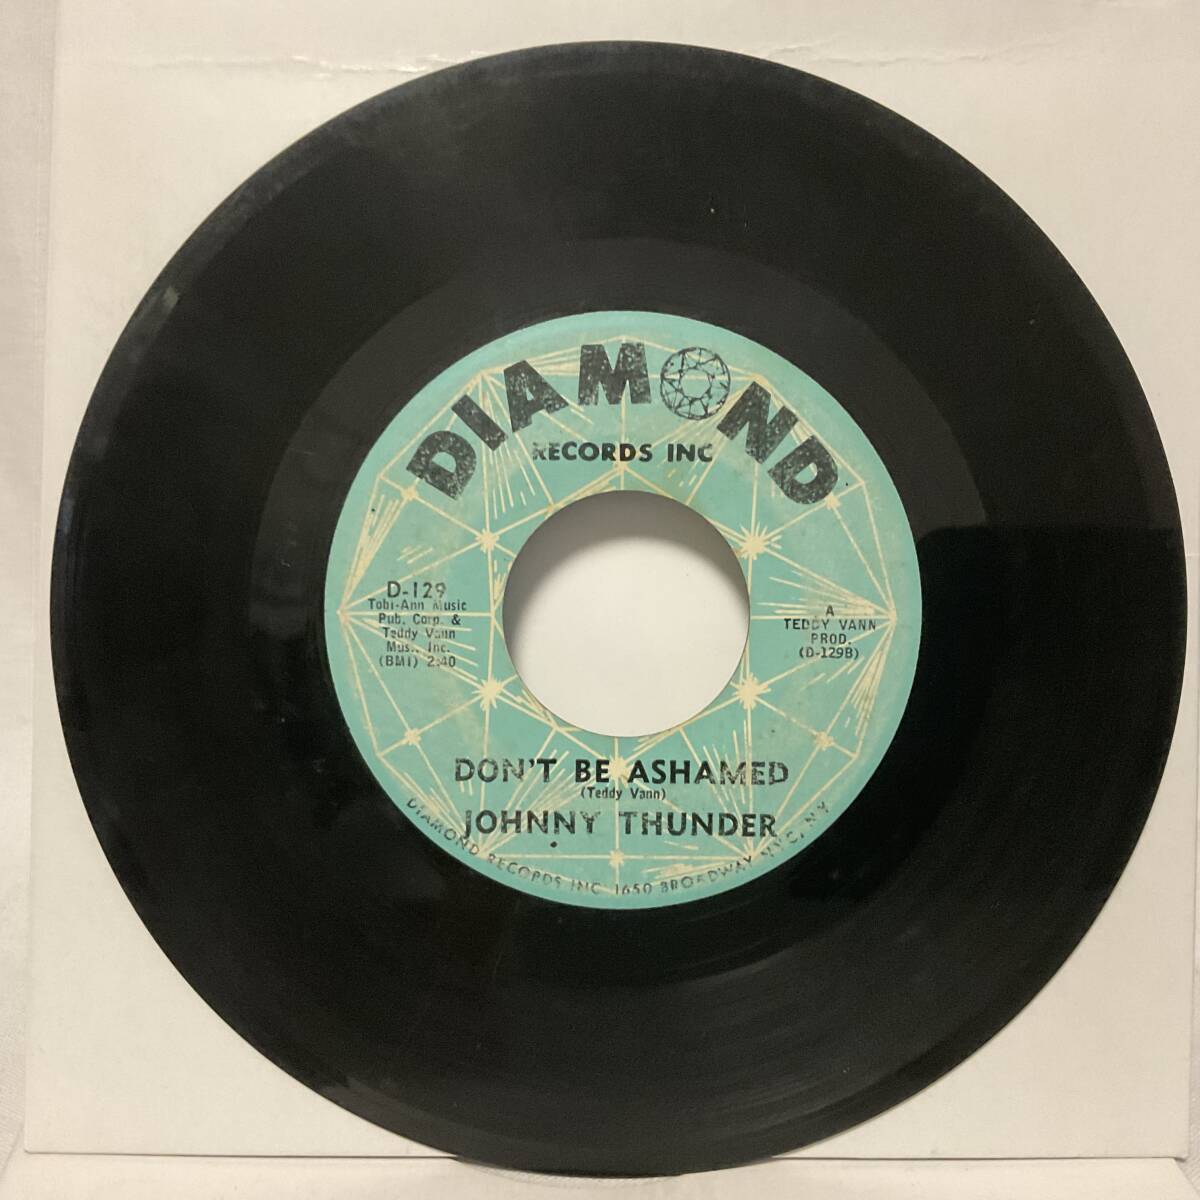 DIAMOND
RECORDS INC
D-129
Tobi-Ann Music
Pub. Corp. &
Teddy Vann
Music, Inc.
(BMI) 2:40
A
TEDDY VANN
PROD.
(D-129B)
DON'T BE ASHAMED
(Teddy Vann)
JOHNNY THUNDER
DIAMOND RECORDS INC. 1650 BROADWAY N.Y.C., N.Y.